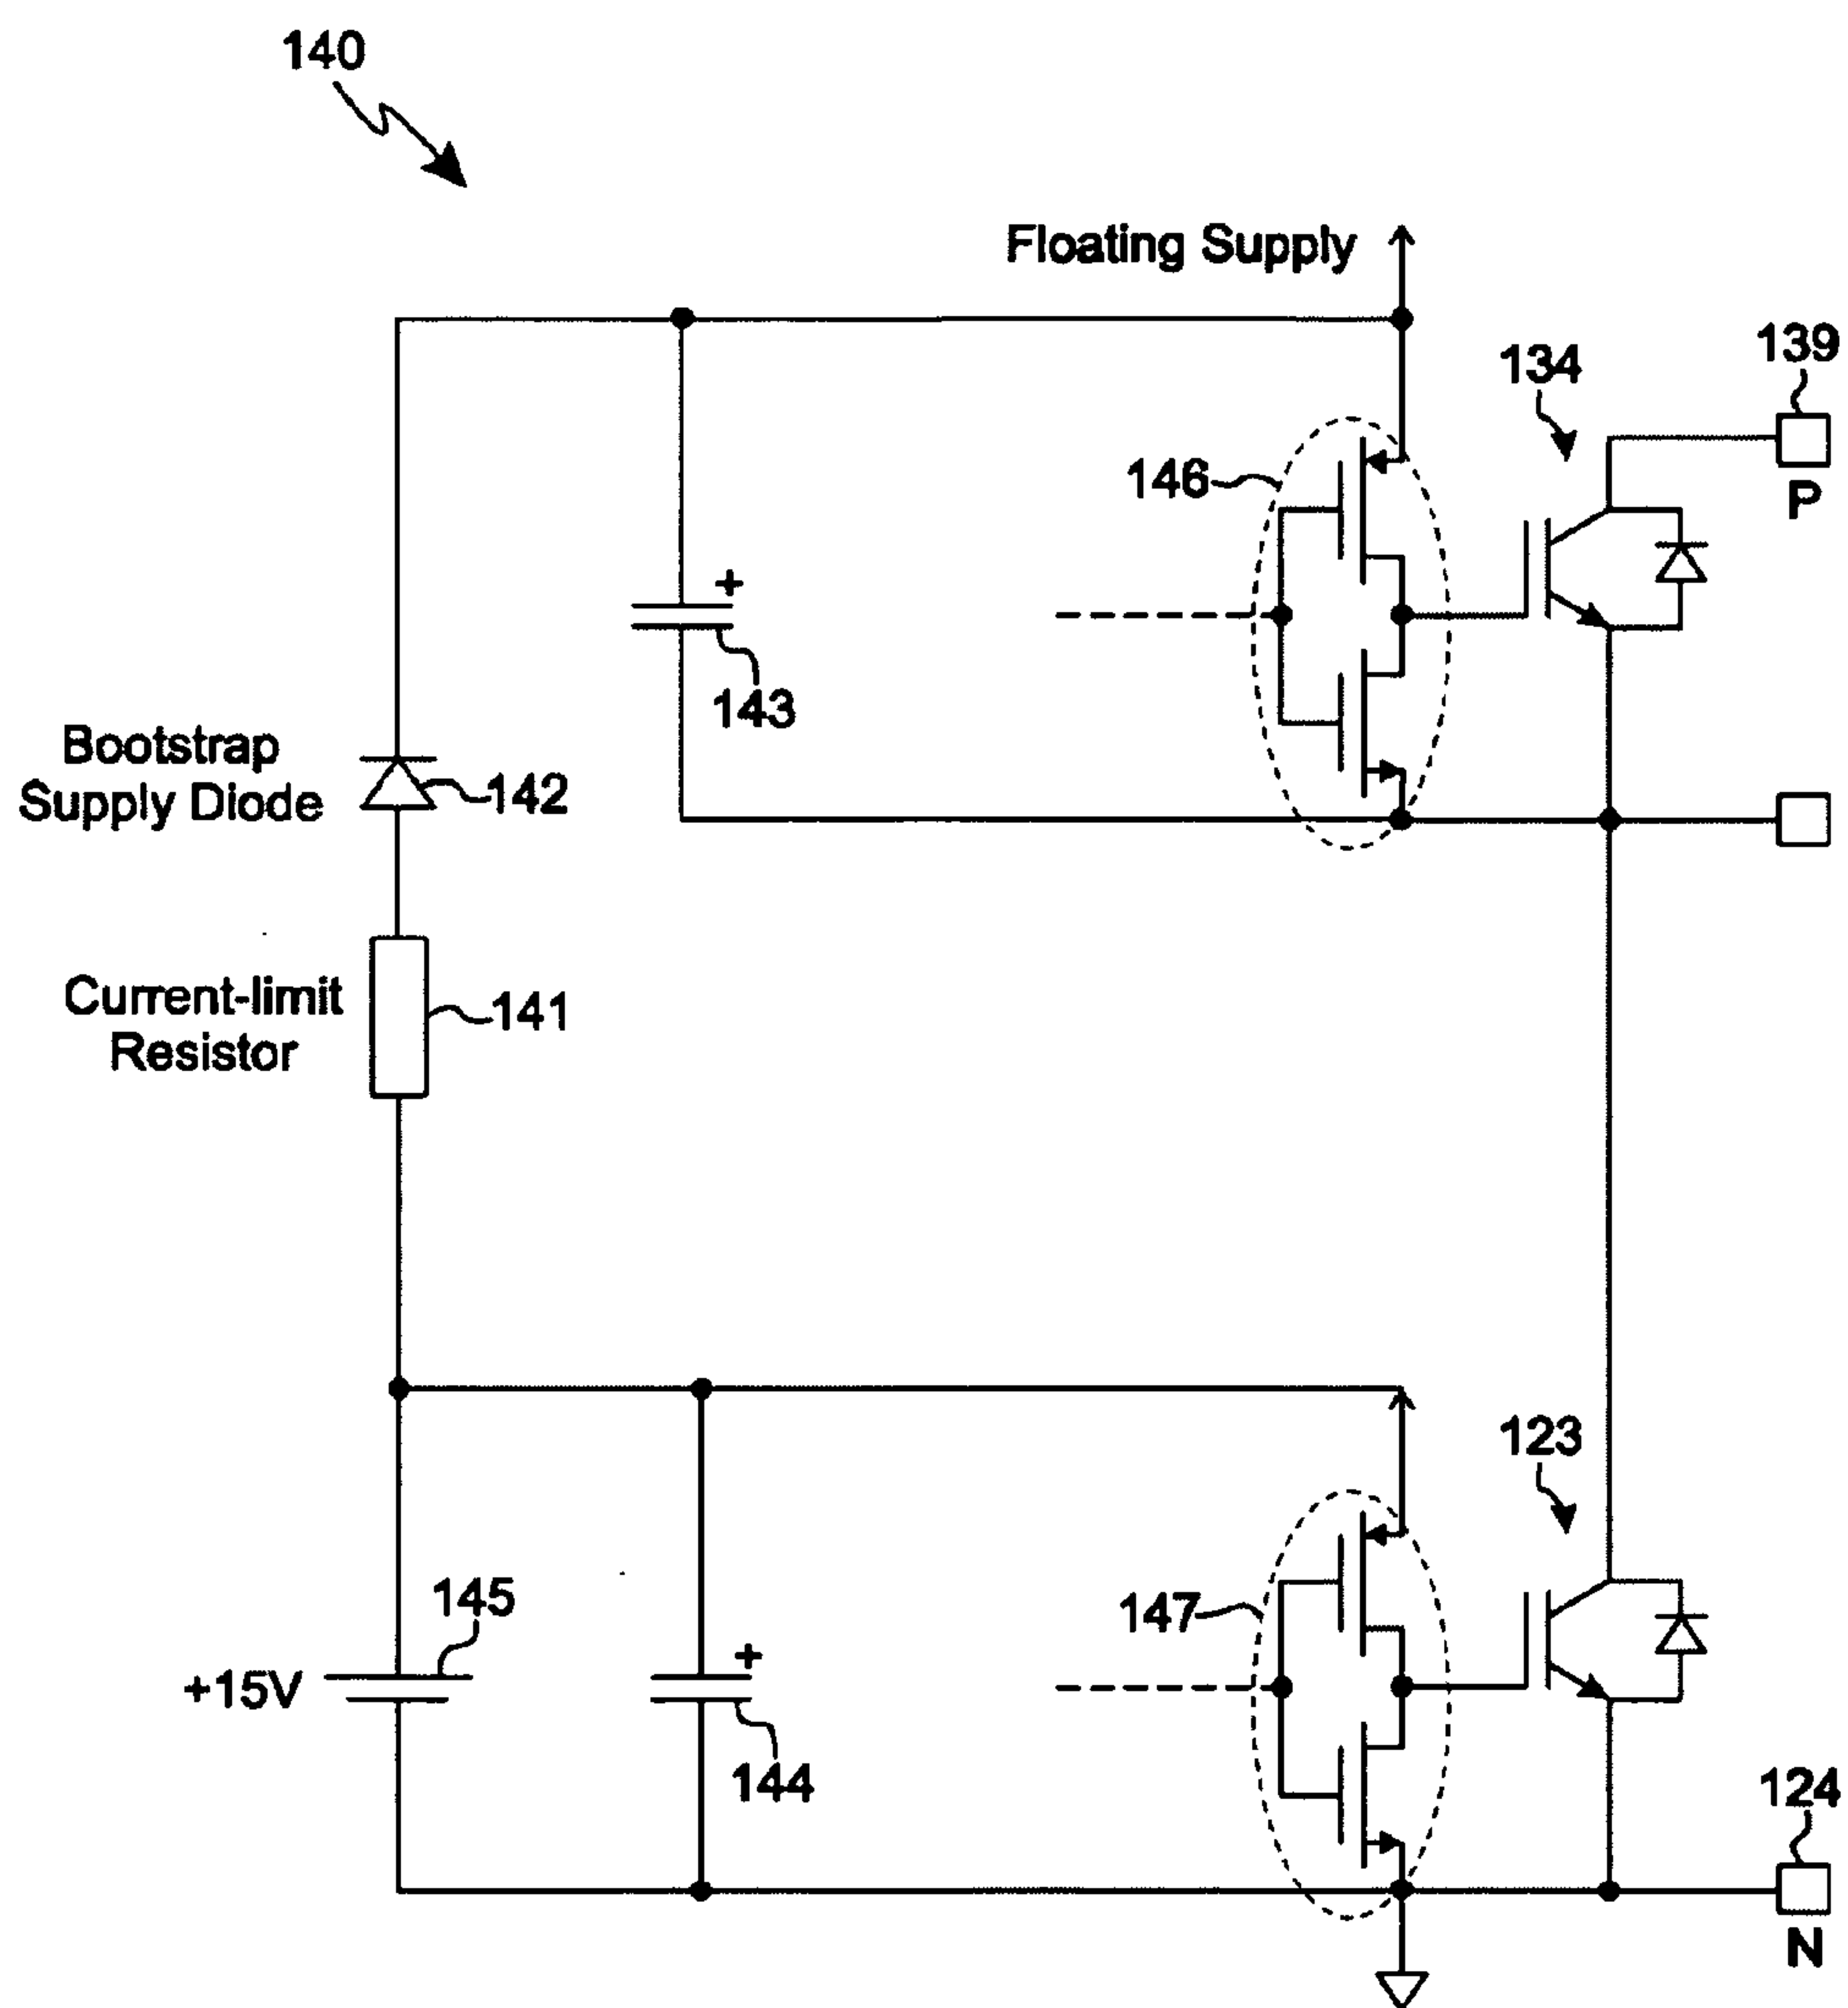 140
Floating Supply
139
134
P
146
+
143
Bootstrap
Supply Diode
142
Current-limit
Resistor
141
123
145
147
+15V
+
144
124
N